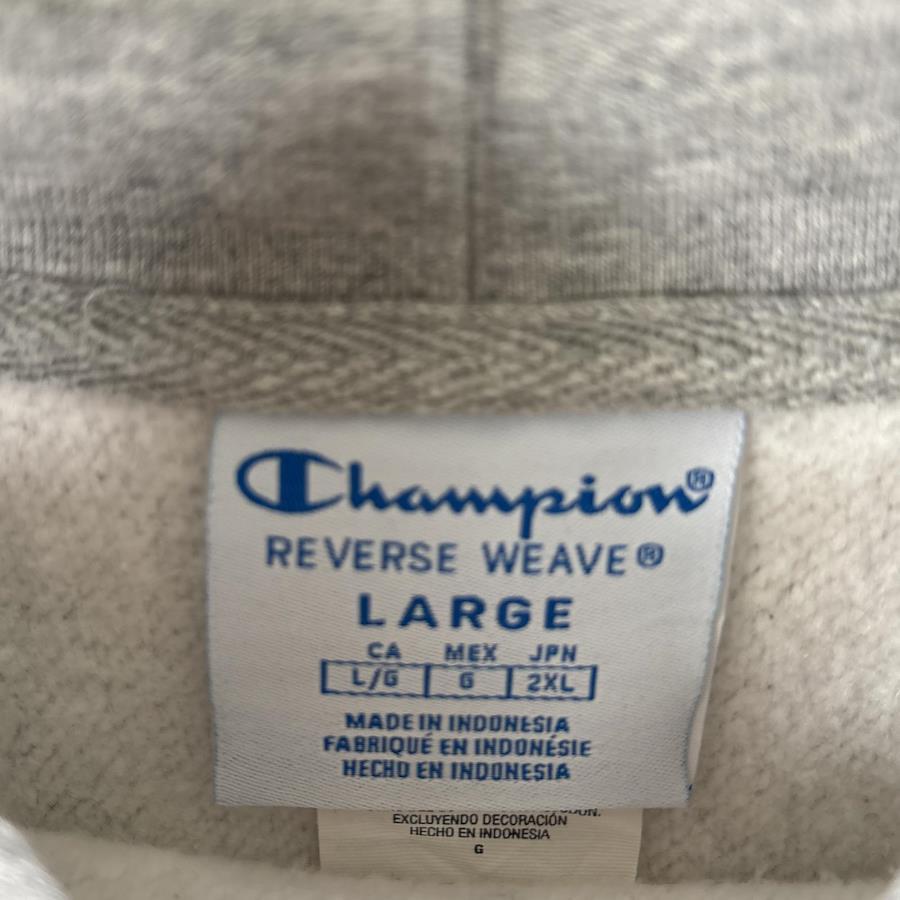 Champion®
REVERSE WEAVE®
LARGE
CA MEX JPN
L/G G 2XL
MADE IN INDONESIA
FABRIQUÉ EN INDONÉSIE
HECHO EN INDONESIA
EXCLUYENDO DECORACIÓN
HECHO EN INDONESIA
G